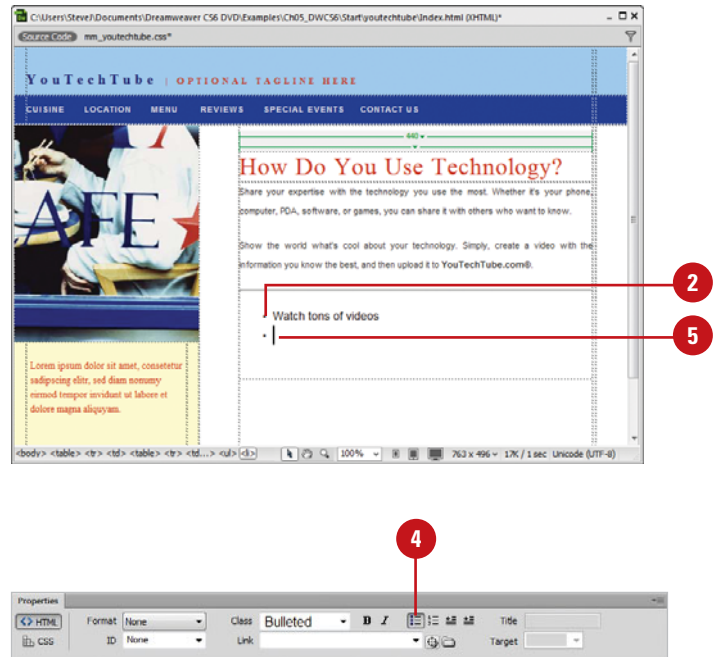 C:\Users\SteveJ\Documents\Dreamweaver CS6 DVD\Examples\Ch05_DWCS6\Start\youtechtube\Index.html (XHTML)*
Source Code mm_youtechtube.css*
YouTechTube | OPTIONAL TAGLINE HERE
CUISINE LOCATION MENU REVIEWS SPECIAL EVENTS CONTACT US
440
AFE
How Do You Use Technology?
Share your expertise with the technology you use the most. Whether it's your phone,
computer, PDA, software, or games, you can share it with others who want to know.
Show the world what's cool about your technology. Simply, create a video with the
information you know the best, and then upload it to YouTechTube.com®.
2
• Watch tons of videos
5
Lorem ipsum dolor sit amet, consetetur
sadipscing elitr, sed diam nonumy
eirmod tempor invidunt ut labore et
dolore magna aliquyam.
<body> <table> <tr> <td> <table> <tr> <td...> <ul> <li> 100% 763 x 496 17K / 1 sec Unicode (UTF-8)
4
Properties
<> HTML Format None Class Bulleted B I Title
CSS ID None Link Target